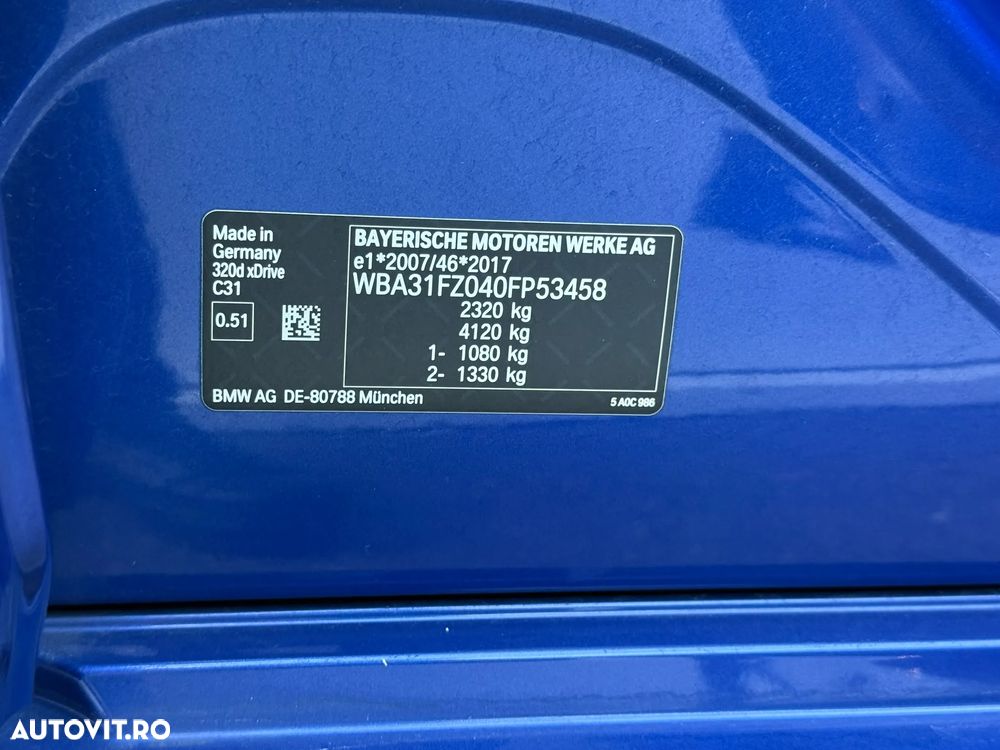 Made in
Germany
320d xDrive
C31
0.51
BAYERISCHE MOTOREN WERKE AG
e1*2007/46*2017
WBA31FZ040FP53458
2320 kg
4120 kg
1- 1080 kg
2- 1330 kg
BMW AG DE-80788 München
5 A0C 986
AUTOVIT.RO